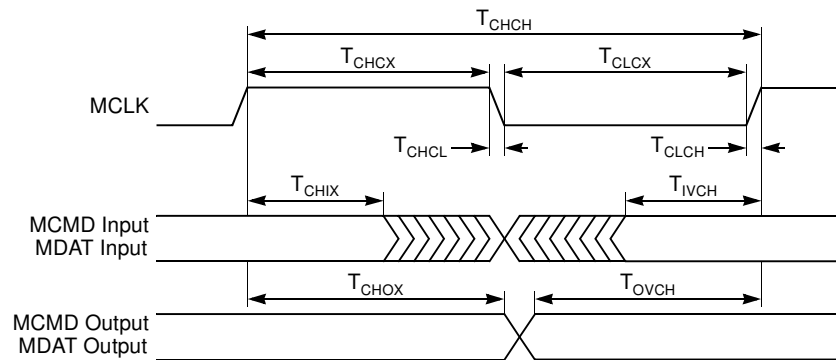 TCHCH
TCHCX
TCLCX
MCLK
TCHCL
TCLCH
TCHIX
TIVCH
MCMD Input
MDAT Input
TCHOX
TOVCH
MCMD Output
MDAT Output